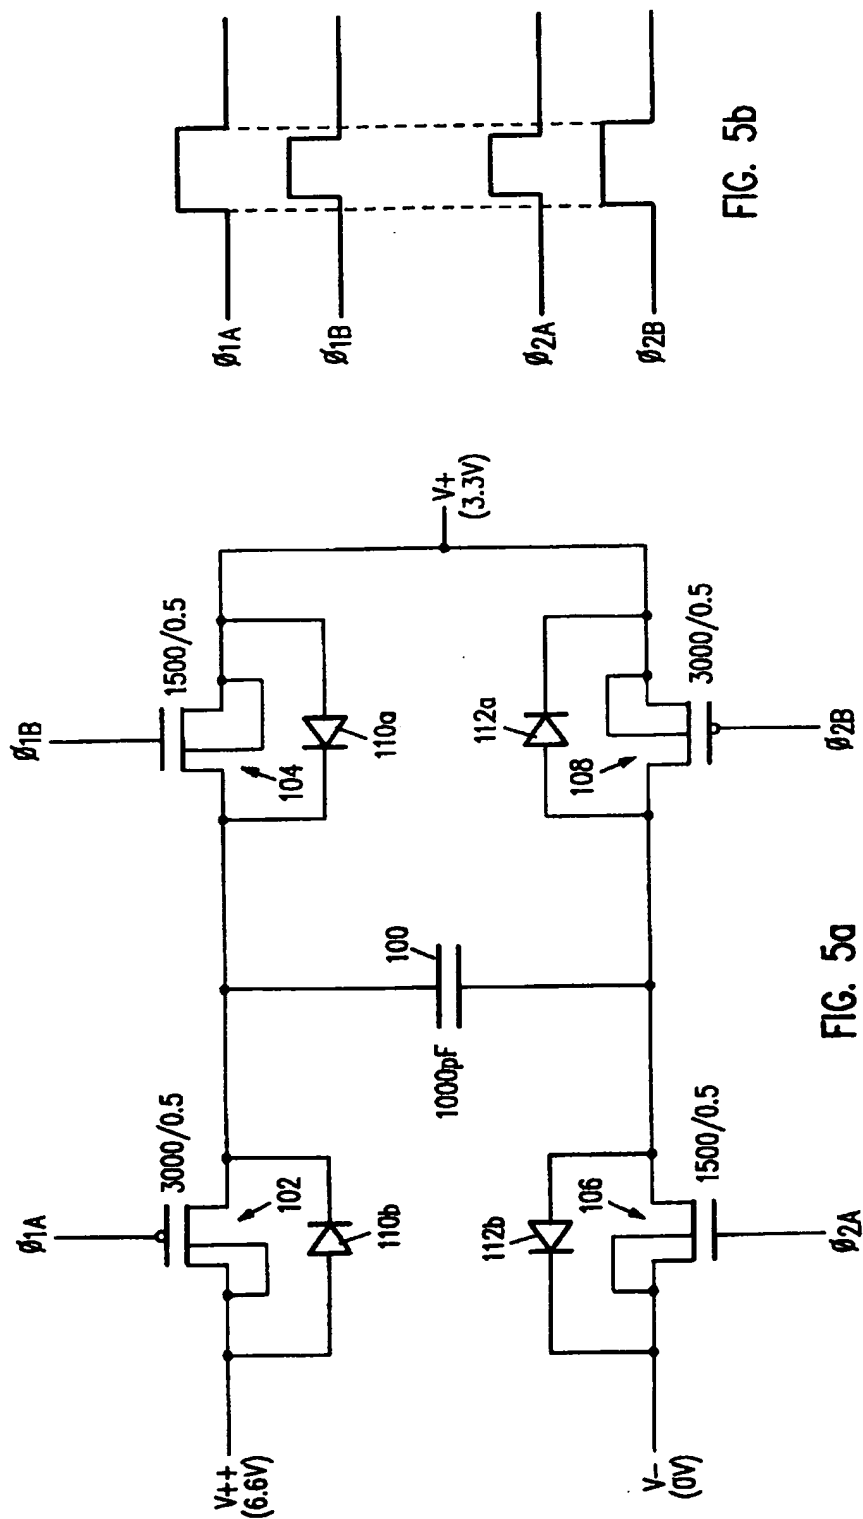 Ø1A
Ø1B
3000/0.5
1500/0.5
102
104
110b
110a
V++
(6.6V)
100
1000pF
V+
(3.3V)
112b
112a
106
108
V-
(0V)
1500/0.5
3000/0.5
Ø2A
Ø2B
FIG. 5a
Ø1A
Ø1B
Ø2A
Ø2B
FIG. 5b